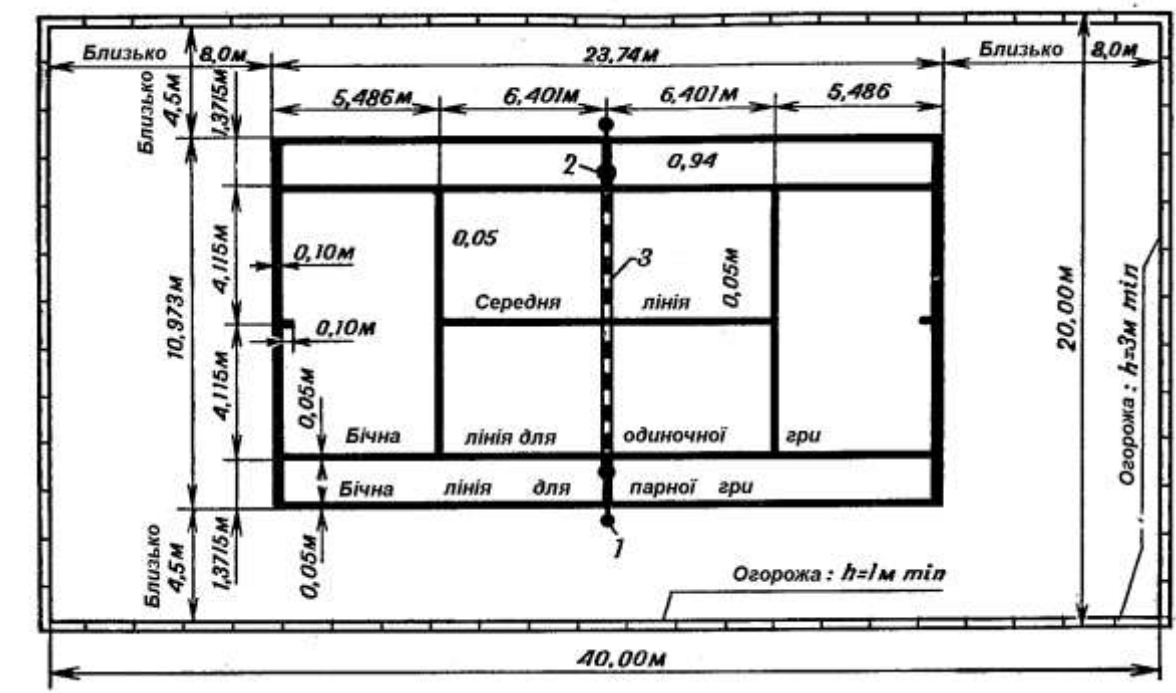 Близько 8,0м
23,74м
Близько 8,0м
5,486м 6,401м 6,401м 5,486
Близько 4,5м
1,3715м
2
0,94
0,05
3
0,05м
0,10м
4,115м
Середня лінія
0,10м
10,973м
20,00м
Огорожа : h=3м min
4,115м
0,05м
Бічна лінія для одиночної гри
Бічна лінія для парної гри
Близько 4,5м
1,3715м
0,05м
1
Огорожа : h=1м min
40,00м